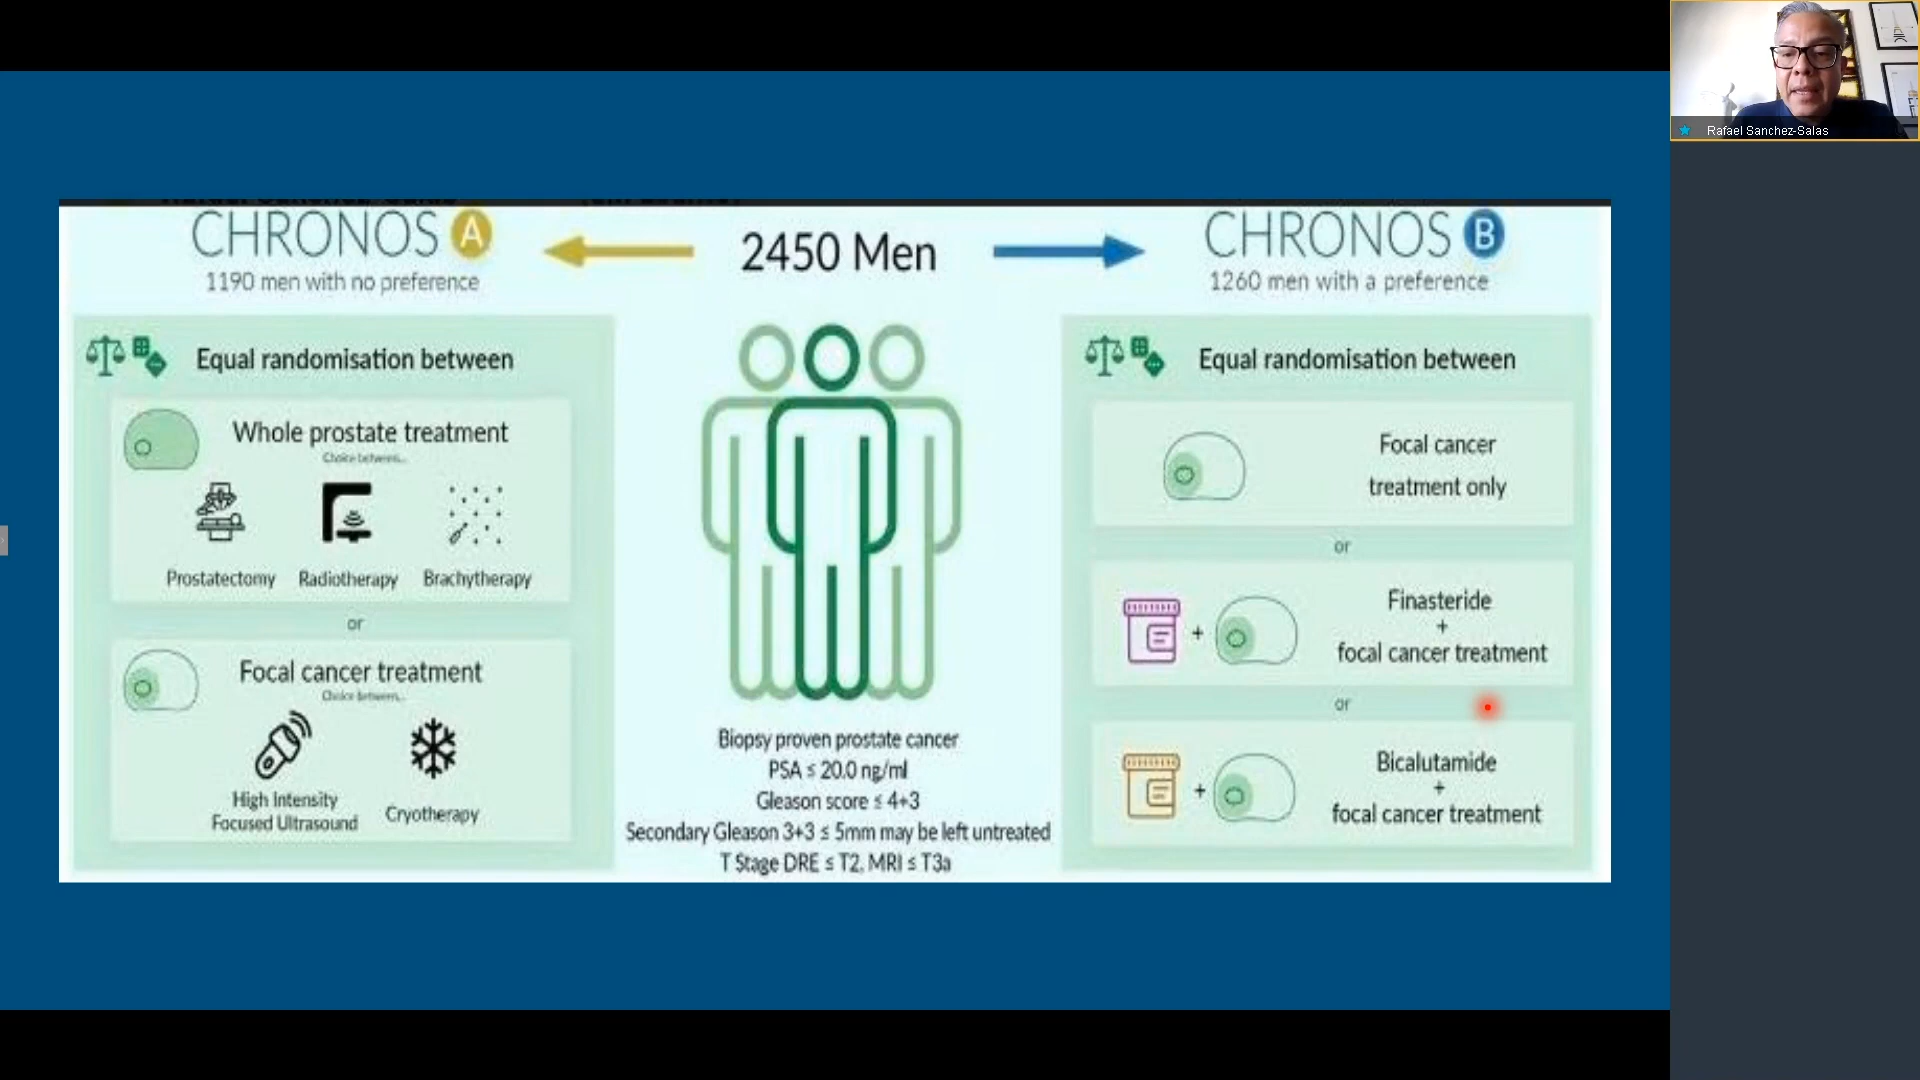 CHRONOS A
1190 men with no preference
Equal randomisation between
Whole prostate treatment
Choice between...
Prostatectomy
Radiotherapy
Brachytherapy
or
Focal cancer treatment
Choice between...
High Intensity
Focused Ultrasound
Cryotherapy
2450 Men
Biopsy proven prostate cancer
PSA ≤ 20.0 ng/ml
Gleason score ≤ 4+3
Secondary Gleason 3+3 ≤ 5mm may be left untreated
T Stage DRE ≤ T2, MRI ≤ T3a
CHRONOS B
1260 men with a preference
Equal randomisation between
Focal cancer
treatment only
or
+
Finasteride
+
focal cancer treatment
or
+
Bicalutamide
+
focal cancer treatment
Rafael Sanchez-Salas